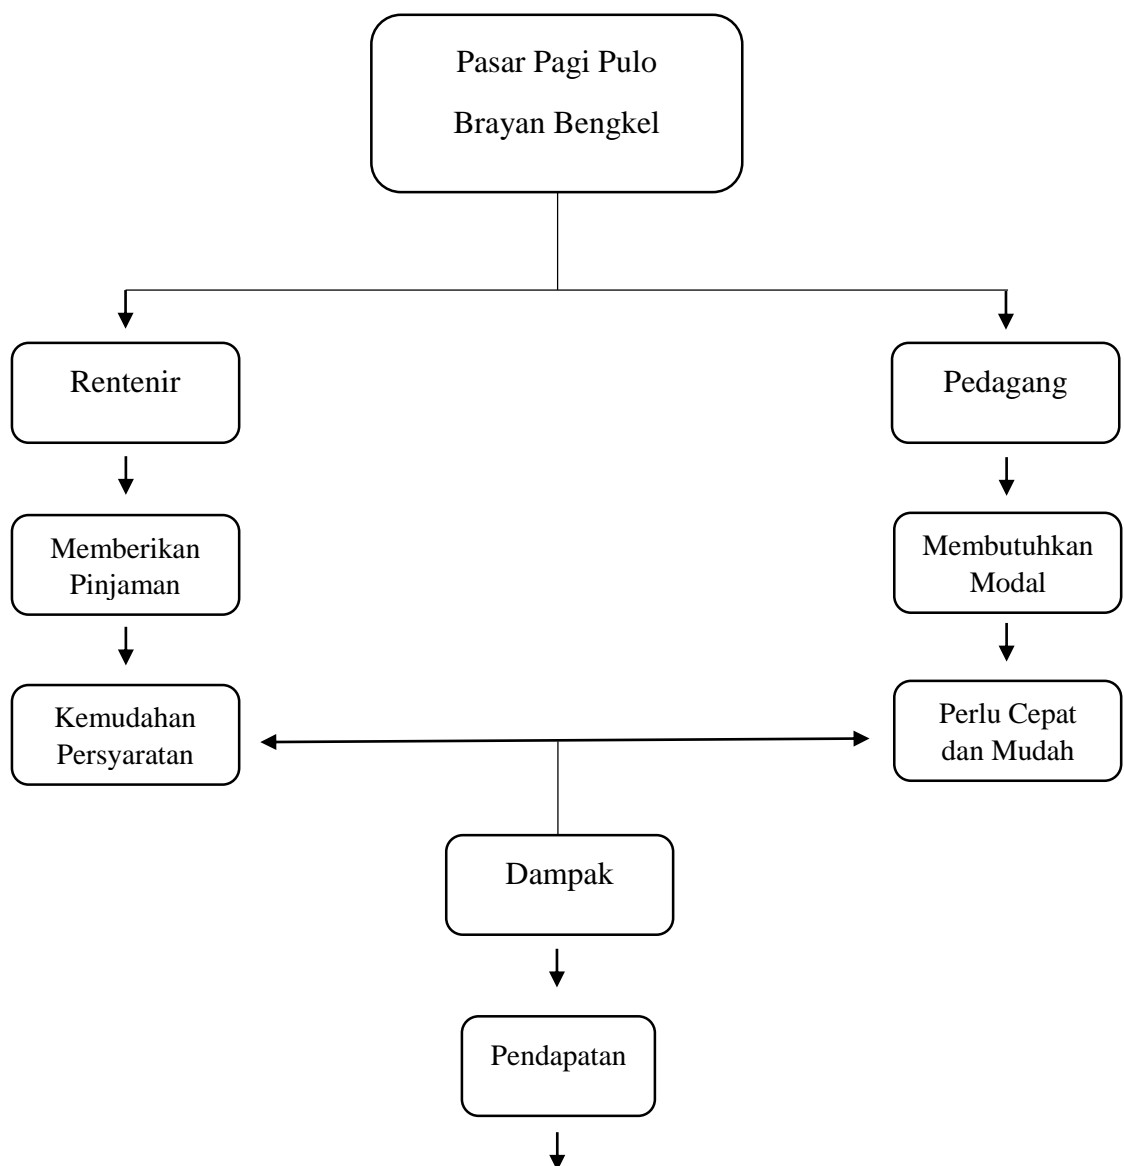 Pasar Pagi Pulo
Brayan Bengkel
Rentenir
Pedagang
Memberikan
Pinjaman
Membutuhkan
Modal
Kemudahan
Persyaratan
Perlu Cepat
dan Mudah
Dampak
Pendapatan